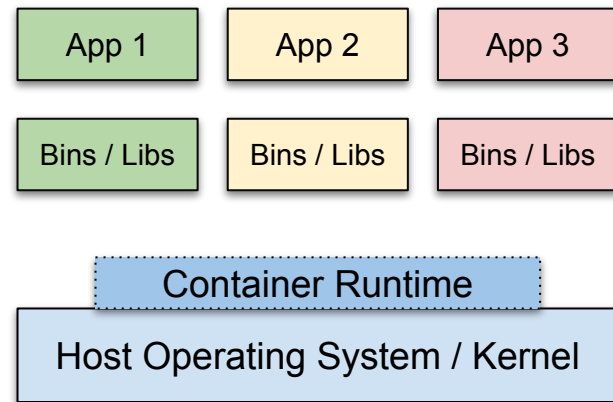 App 1
App 2
App 3
Bins / Libs
Bins / Libs
Bins / Libs
Container Runtime
Host Operating System / Kernel